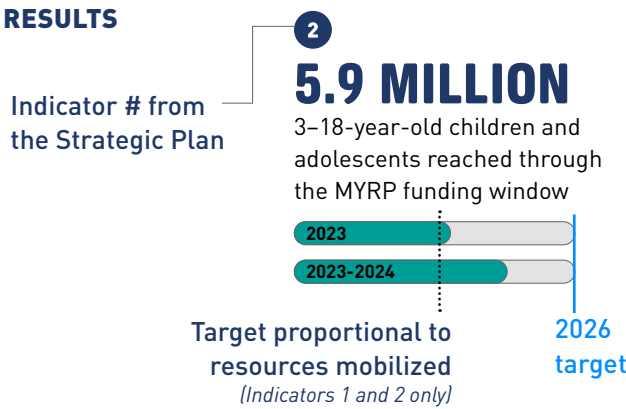 RESULTS
2
Indicator # from
the Strategic Plan
5.9 MILLION
3–18-year-old children and
adolescents reached through
the MYRP funding window
2023
2023-2024
Target proportional to
resources mobilized
(Indicators 1 and 2 only)
2026
target